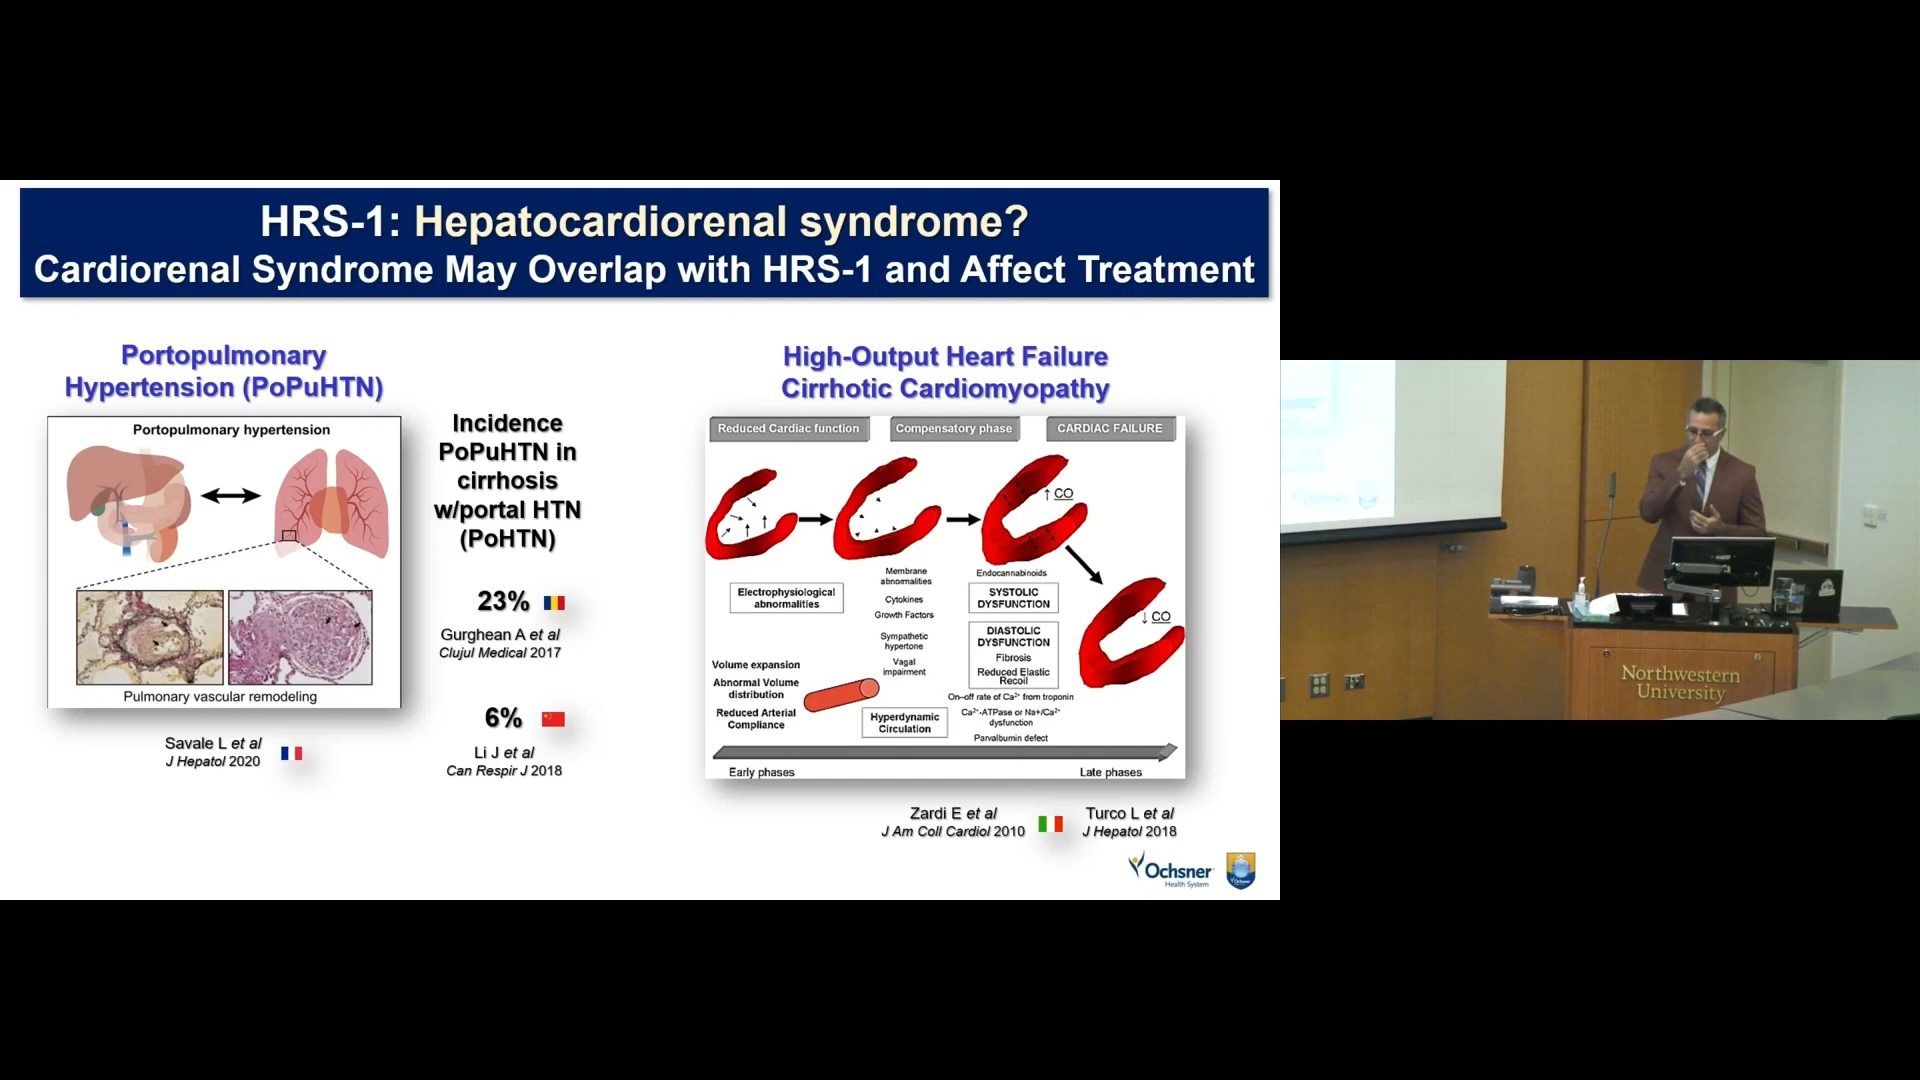 HRS-1: Hepatocardiorenal syndrome?
Cardiorenal Syndrome May Overlap with HRS-1 and Affect Treatment
Portopulmonary
Hypertension (PoPuHTN)
Portopulmonary hypertension
Pulmonary vascular remodeling
Savale L et al
J Hepatol 2020
Incidence
PoPuHTN in
cirrhosis
w/portal HTN
(PoHTN)
23%
Gurghean A et al
Clujul Medical 2017
6%
Li J et al
Can Respir J 2018
High-Output Heart Failure
Cirrhotic Cardiomyopathy
Reduced Cardiac function
Compensatory phase
CARDIAC FAILURE
↑ CO
↓ CO
Electrophysiological
abnormalities
Membrane
abnormalities
Cytokines
Growth Factors
Sympathetic
hypertone
Vagal
impairment
Endocannabinoids
SYSTOLIC
DYSFUNCTION
DIASTOLIC
DYSFUNCTION
Fibrosis
Reduced Elastic
Recoil
On–off rate of Ca²⁺ from troponin
Ca²⁺-ATPase or Na+/Ca²⁺
dysfunction
Parvalbumin defect
Volume expansion
Abnormal Volume
distribution
Reduced Arterial
Compliance
Hyperdynamic
Circulation
Early phases
Late phases
Zardi E et al
J Am Coll Cardiol 2010
Turco L et al
J Hepatol 2018
Ochsner
Health System
Ochsner
Northwestern
University